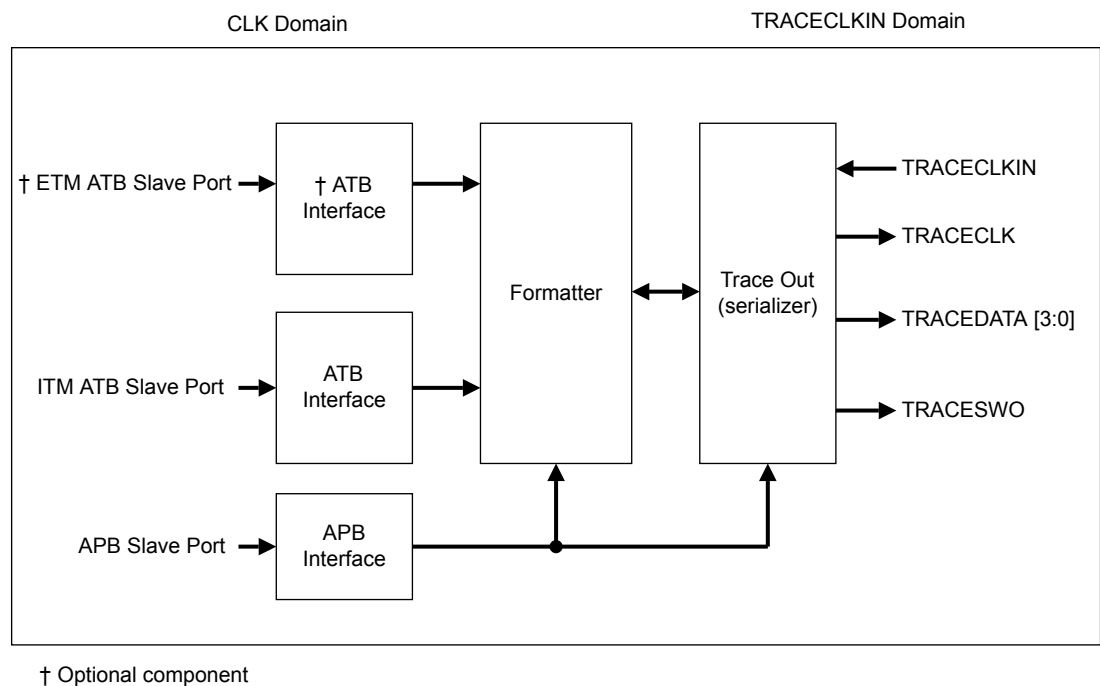 CLK Domain
TRACECLKIN Domain
† ETM ATB Slave Port
† ATB
Interface
Formatter
Trace Out
(serializer)
TRACECLKIN
TRACECLK
TRACEDATA [3:0]
TRACESWO
ITM ATB Slave Port
ATB
Interface
APB Slave Port
APB
Interface
† Optional component